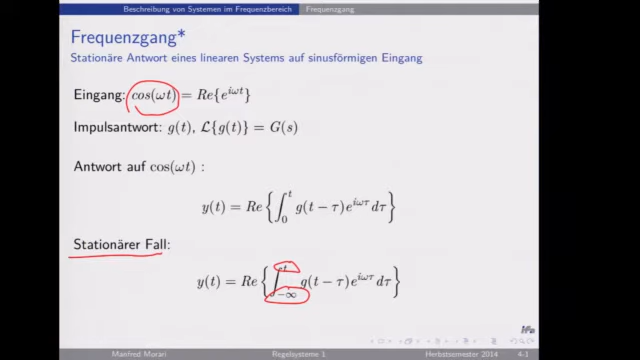 Beschreibung von Systemen im Frequenzbereich Frequenzgang
Frequenzgang*
Stationäre Antwort eines linearen Systems auf sinusförmigen Eingang
Eingang: cos(ωt) = Re{e^{iωt}}
Impulsantwort: g(t), ℒ{g(t)} = G(s)
Antwort auf cos(ωt) :
y(t) = Re{∫_0^t g(t − τ)e^{iωτ} dτ}
Stationärer Fall:
y(t) = Re{∫_{−∞}^t g(t − τ)e^{iωτ} dτ}
Manfred Morari Regelsysteme 1 Herbstsemester 2014 4-1